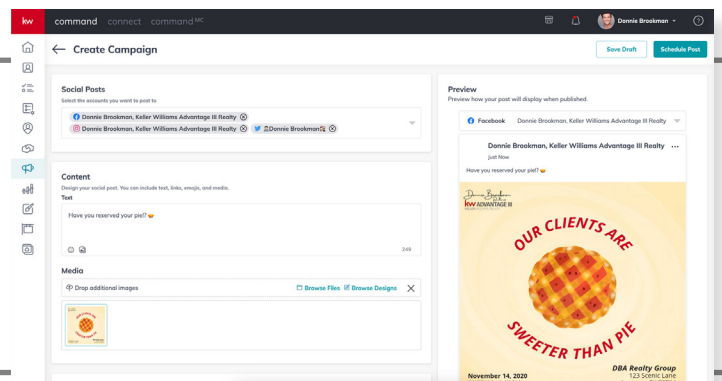 kw command connect command MC Donnie Brookman
Create Campaign Save Draft Schedule Post
Social Posts
Select the accounts you want to post to
Donnie Brookman, Keller Williams Advantage III Realty
Donnie Brookman, Keller Williams Advantage III Realty Donnie Brookman
Content
Design your social post. You can include text, links, emojis, and media.
Text
Have you reserved your pie!?
249
Media
Drop additional images Browse Files Browse Designs
Preview
Preview how your post will display when published.
Facebook Donnie Brookman, Keller Williams Advantage III Realty
Donnie Brookman, Keller Williams Advantage III Realty ...
Just Now
Have you reserved your pie!?
Donnie Brookman
kw ADVANTAGE III
OUR CLIENTS ARE
SWEETER THAN PIE
November 14, 2020
DBA Realty Group
123 Scenic Lane